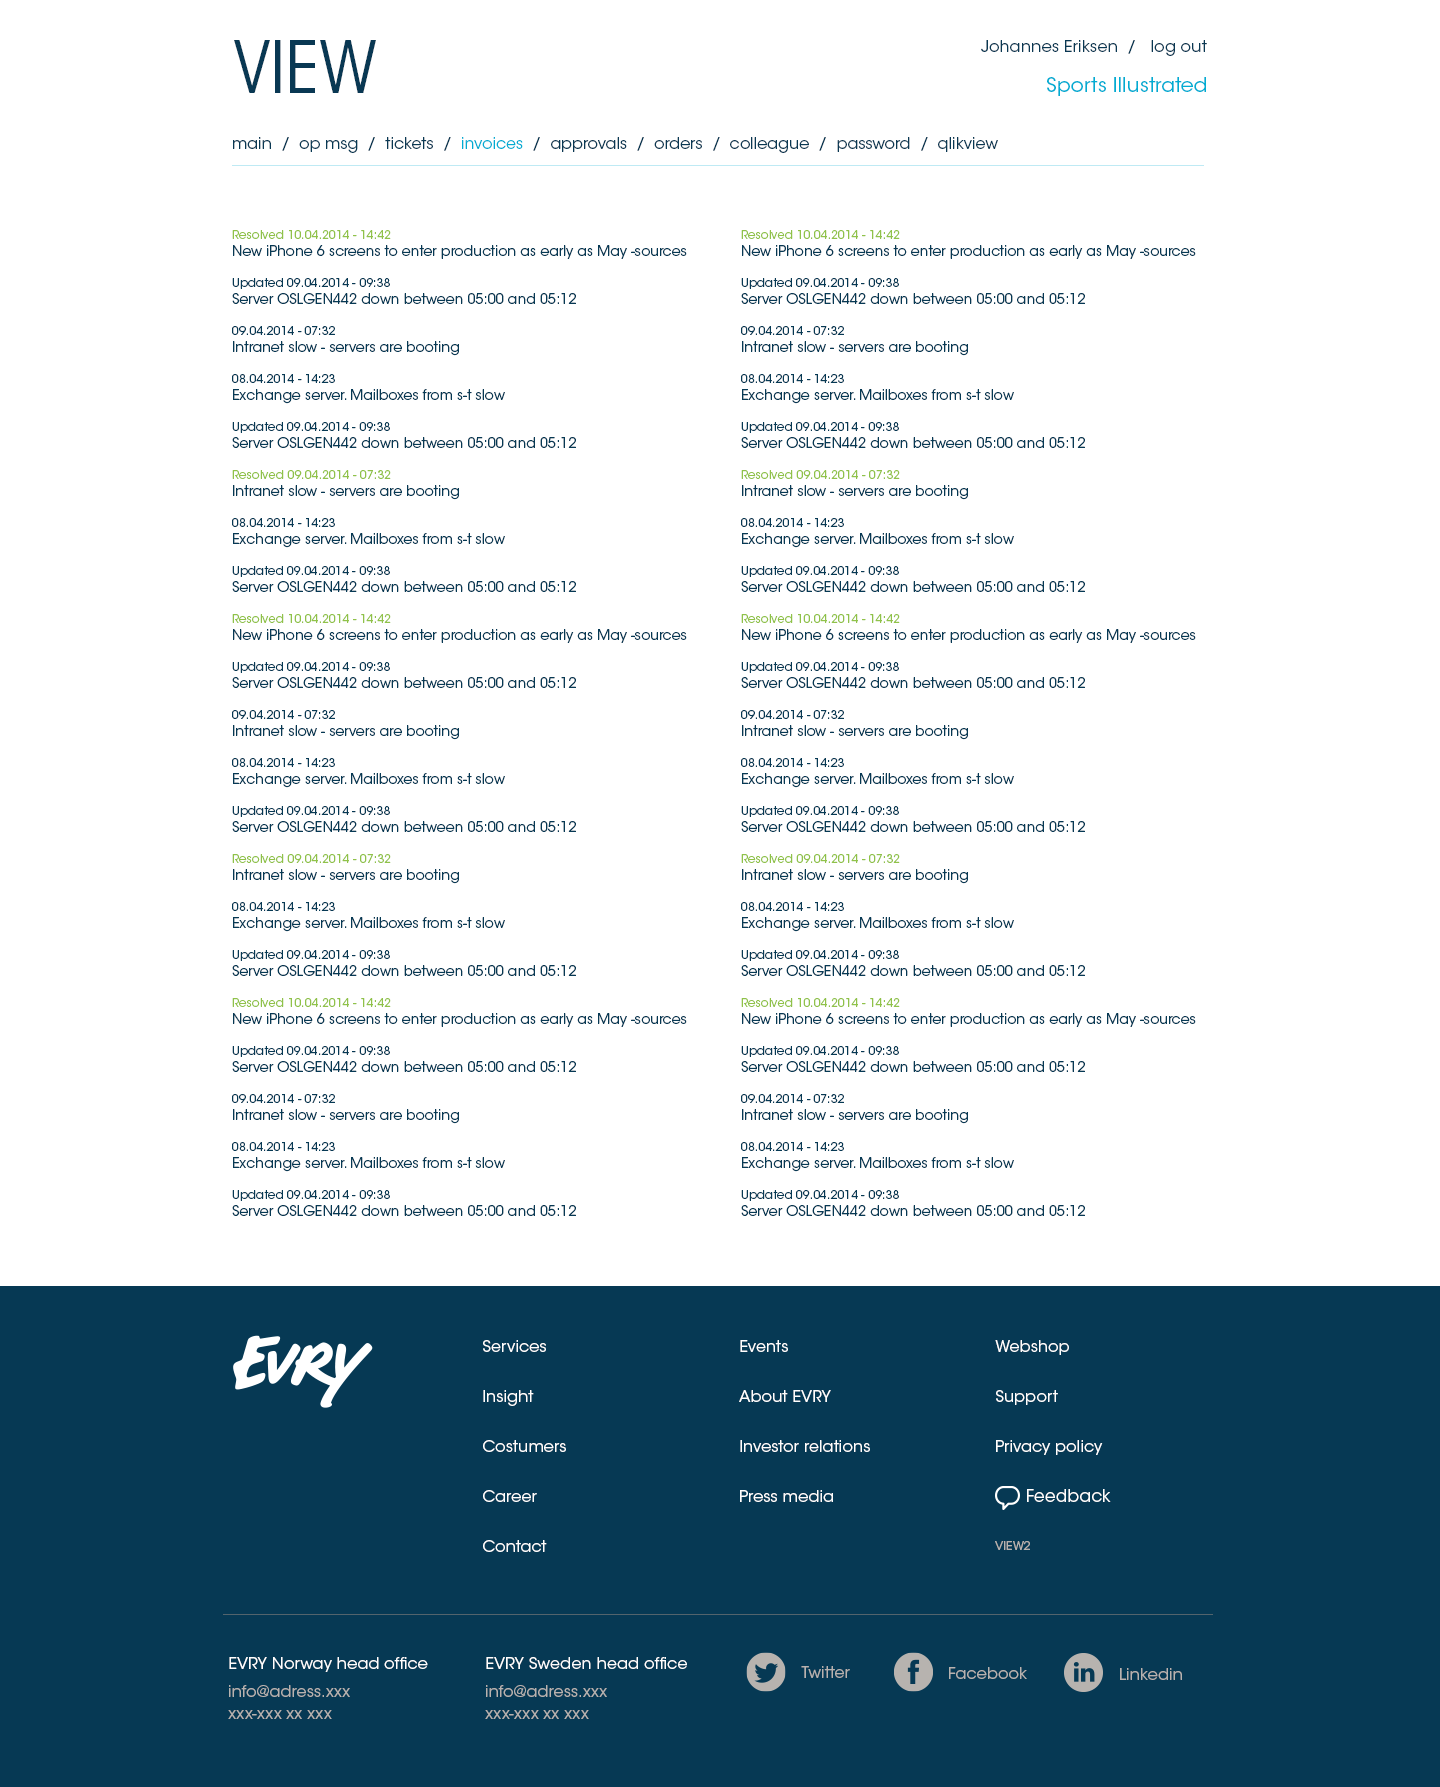 VIEW
Johannes Eriksen / log out
Sports Illustrated
main / op msg / tickets / invoices / approvals / orders / colleague / password / qlikview
Resolved 10.04.2014 - 14:42
New iPhone 6 screens to enter production as early as May -sources
Updated 09.04.2014 - 09:38
Server OSLGEN442 down between 05:00 and 05:12
09.04.2014 - 07:32
Intranet slow - servers are booting
08.04.2014 - 14:23
Exchange server. Mailboxes from s-t slow
Updated 09.04.2014 - 09:38
Server OSLGEN442 down between 05:00 and 05:12
Resolved 09.04.2014 - 07:32
Intranet slow - servers are booting
08.04.2014 - 14:23
Exchange server. Mailboxes from s-t slow
Updated 09.04.2014 - 09:38
Server OSLGEN442 down between 05:00 and 05:12
Resolved 10.04.2014 - 14:42
New iPhone 6 screens to enter production as early as May -sources
Updated 09.04.2014 - 09:38
Server OSLGEN442 down between 05:00 and 05:12
09.04.2014 - 07:32
Intranet slow - servers are booting
08.04.2014 - 14:23
Exchange server. Mailboxes from s-t slow
Updated 09.04.2014 - 09:38
Server OSLGEN442 down between 05:00 and 05:12
Resolved 09.04.2014 - 07:32
Intranet slow - servers are booting
08.04.2014 - 14:23
Exchange server. Mailboxes from s-t slow
Updated 09.04.2014 - 09:38
Server OSLGEN442 down between 05:00 and 05:12
Resolved 10.04.2014 - 14:42
New iPhone 6 screens to enter production as early as May -sources
Updated 09.04.2014 - 09:38
Server OSLGEN442 down between 05:00 and 05:12
09.04.2014 - 07:32
Intranet slow - servers are booting
08.04.2014 - 14:23
Exchange server. Mailboxes from s-t slow
Updated 09.04.2014 - 09:38
Server OSLGEN442 down between 05:00 and 05:12
Resolved 10.04.2014 - 14:42
New iPhone 6 screens to enter production as early as May -sources
Updated 09.04.2014 - 09:38
Server OSLGEN442 down between 05:00 and 05:12
09.04.2014 - 07:32
Intranet slow - servers are booting
08.04.2014 - 14:23
Exchange server. Mailboxes from s-t slow
Updated 09.04.2014 - 09:38
Server OSLGEN442 down between 05:00 and 05:12
Resolved 09.04.2014 - 07:32
Intranet slow - servers are booting
08.04.2014 - 14:23
Exchange server. Mailboxes from s-t slow
Updated 09.04.2014 - 09:38
Server OSLGEN442 down between 05:00 and 05:12
Resolved 10.04.2014 - 14:42
New iPhone 6 screens to enter production as early as May -sources
Updated 09.04.2014 - 09:38
Server OSLGEN442 down between 05:00 and 05:12
09.04.2014 - 07:32
Intranet slow - servers are booting
08.04.2014 - 14:23
Exchange server. Mailboxes from s-t slow
Updated 09.04.2014 - 09:38
Server OSLGEN442 down between 05:00 and 05:12
Resolved 09.04.2014 - 07:32
Intranet slow - servers are booting
08.04.2014 - 14:23
Exchange server. Mailboxes from s-t slow
Updated 09.04.2014 - 09:38
Server OSLGEN442 down between 05:00 and 05:12
Resolved 10.04.2014 - 14:42
New iPhone 6 screens to enter production as early as May -sources
Updated 09.04.2014 - 09:38
Server OSLGEN442 down between 05:00 and 05:12
09.04.2014 - 07:32
Intranet slow - servers are booting
08.04.2014 - 14:23
Exchange server. Mailboxes from s-t slow
Updated 09.04.2014 - 09:38
Server OSLGEN442 down between 05:00 and 05:12
EVRY
Services
Insight
Costumers
Career
Contact
Events
About EVRY
Investor relations
Press media
Webshop
Support
Privacy policy
Feedback
VIEW2
EVRY Norway head office
info@adress.xxx
xxx-xxx xx xxx
EVRY Sweden head office
info@adress.xxx
xxx-xxx xx xxx
Twitter
f Facebook
in Linkedin